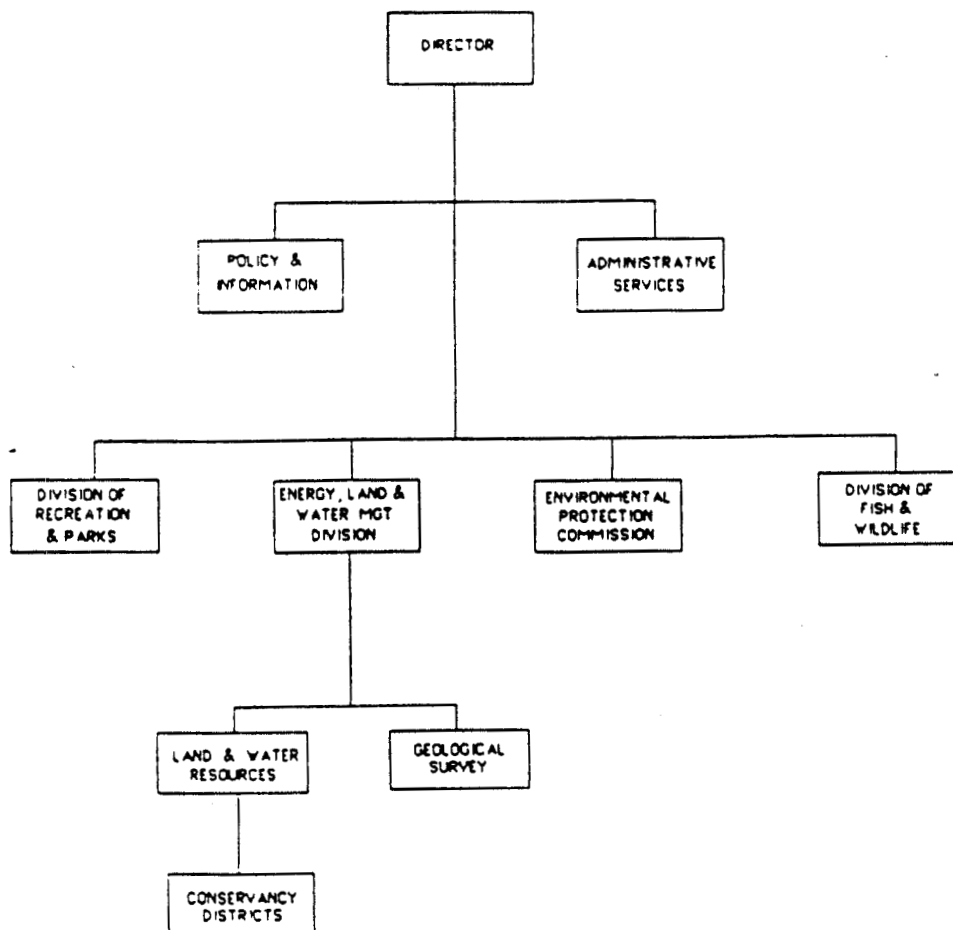 DIRECTOR
POLICY &
INFORMATION
ADMINISTRATIVE
SERVICES
DIVISION OF
RECREATION
& PARKS
ENERGY, LAND &
WATER MGT
DIVISION
ENVIRONMENTAL
PROTECTION
COMMISSION
DIVISION OF
FISH &
WILDLIFE
LAND & WATER
RESOURCES
GEOLOGICAL
SURVEY
CONSERVANCY
DISTRICTS